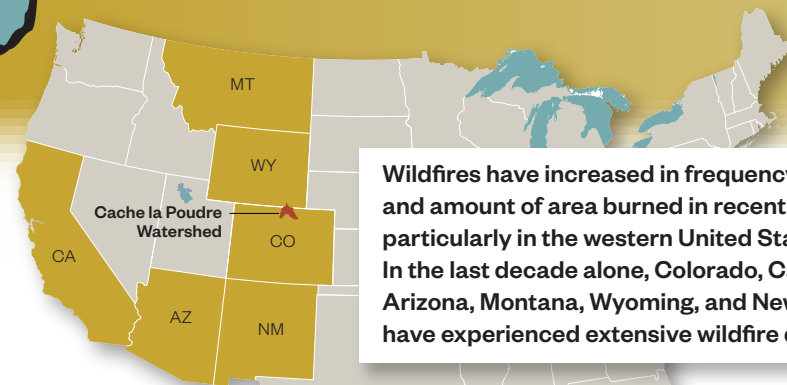 MT
WY
Cache la Poudre
Watershed
CO
CA
AZ
NM
Wildfires have increased in frequency
and amount of area burned in recent
particularly in the western United Sta
In the last decade alone, Colorado, Ca
Arizona, Montana, Wyoming, and New
have experienced extensive wildfire